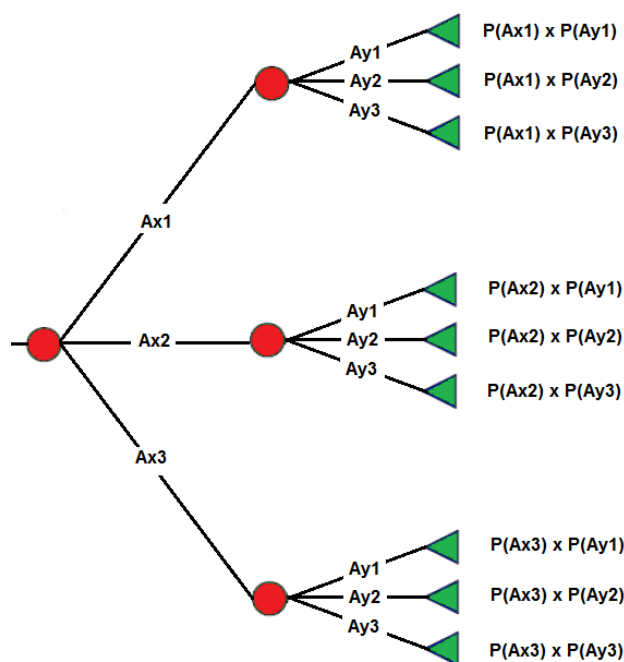 Ay1
P(Ax1) x P(Ay1)
Ay2
P(Ax1) x P(Ay2)
Ay3
P(Ax1) x P(Ay3)
Ax1
Ay1
P(Ax2) x P(Ay1)
Ax2
Ay2
P(Ax2) x P(Ay2)
Ay3
P(Ax2) x P(Ay3)
Ax3
Ay1
P(Ax3) x P(Ay1)
Ay2
P(Ax3) x P(Ay2)
Ay3
P(Ax3) x P(Ay3)